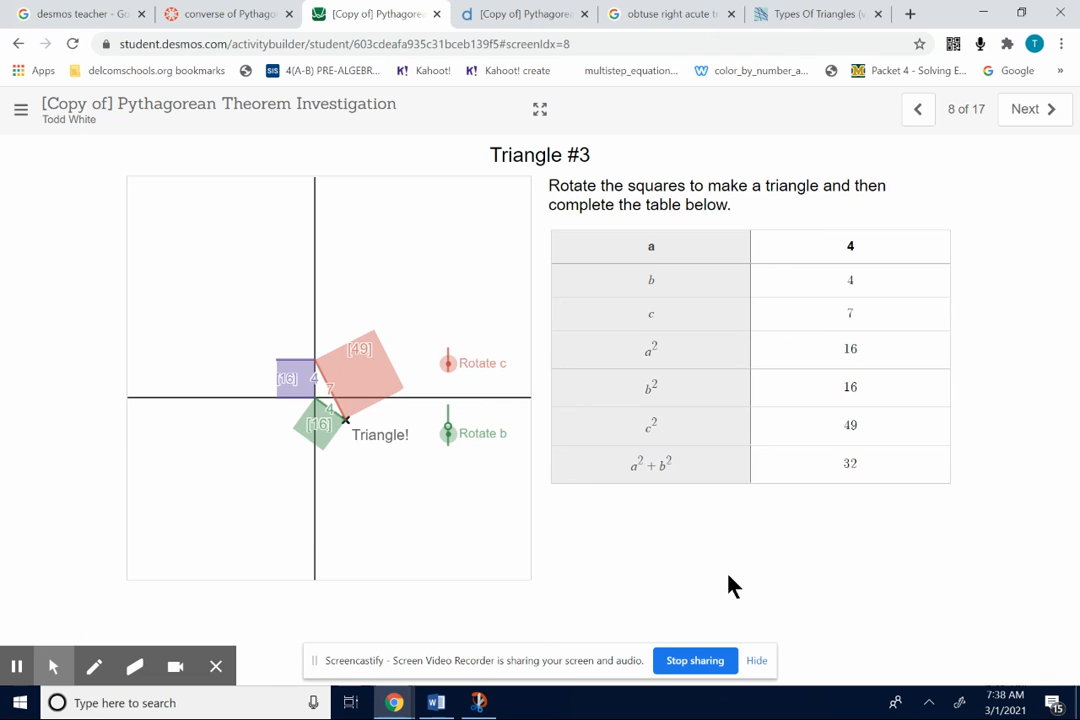 desmos teacher - Go
converse of Pythago
[Copy of] Pythagorea
[Copy of] Pythagorea
obtuse right acute t
Types Of Triangles (
student.desmos.com/activitybuilder/student/603cdeafa935c31bceb139f5#screenIdx=8
T
Apps
delcomschools.org bookmarks
SIS
4(A-B) PRE-ALGEBR...
K!
Kahoot!
K!
Kahoot! create
multistep_equation...
color_by_number_a...
Packet 4 - Solving E...
Google
»
[Copy of] Pythagorean Theorem Investigation
Todd White
8 of 17
Next
Triangle #3
Rotate the squares to make a triangle and then
complete the table below.
a 4
b 4
c 7
a² 16
b² 16
c² 49
a² + b² 32
[49]
[16] 4
7
4
[16]
Triangle!
Rotate c
Rotate b
Screencastify - Screen Video Recorder is sharing your screen and audio.
Stop sharing
Hide
Type here to search
7:38 AM
3/1/2021
15